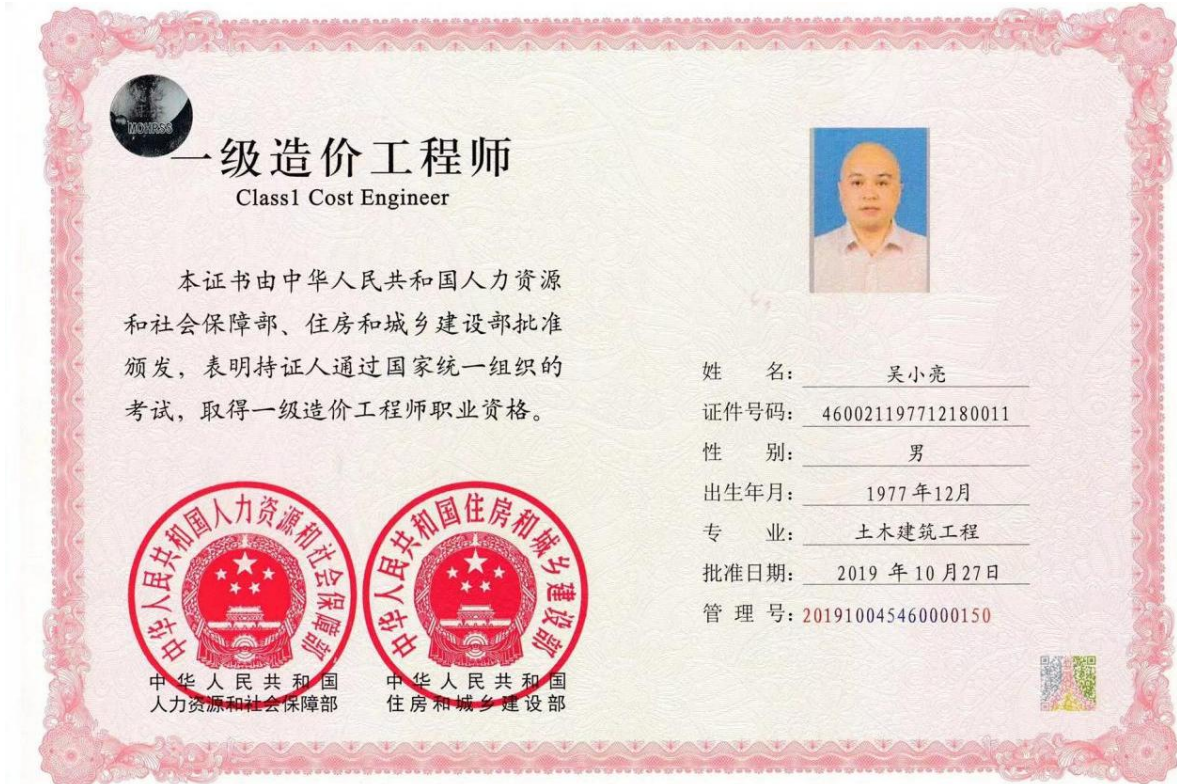 MOHRSS
一级造价工程师
Class1 Cost Engineer
本证书由中华人民共和国人力资源
和社会保障部、住房和城乡建设部批准
颁发，表明持证人通过国家统一组织的
考试，取得一级造价工程师职业资格。
中华人民共和国人力资源和社会保障部
中华人民共和国住房和城乡建设部
中华人民共和国
人力资源和社会保障部
中华人民共和国
住房和城乡建设部
姓 名： 吴小亮
证件号码： 460021197712180011
性 别： 男
出生年月： 1977年12月
专 业： 土木建筑工程
批准日期： 2019 年 10 月 27日
管 理 号： 201910045460000150